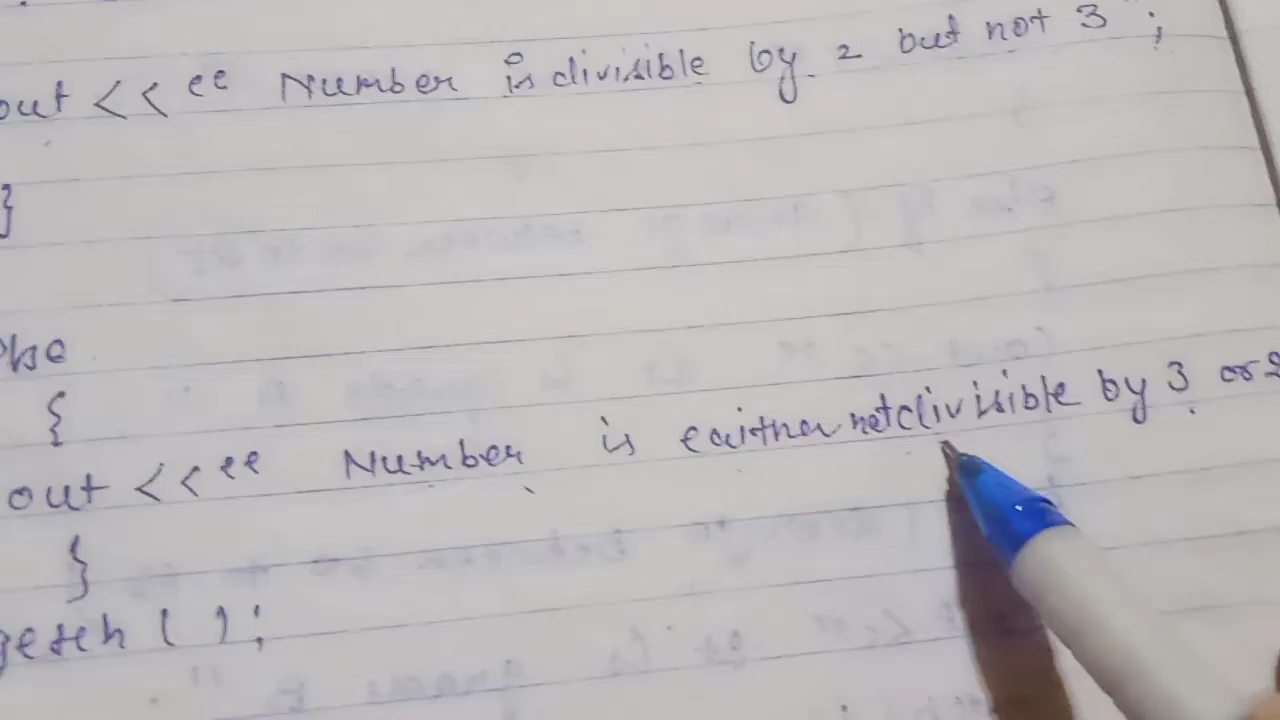 out << “ Number is divisible by 2 but not 3 ";
}
else
{
out << “ Number is eaither not divisible by 3 or 2
}
getch ( ) ;